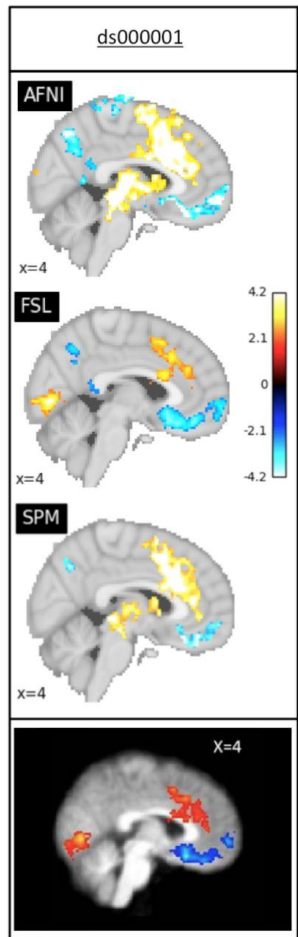 ds000001
AFNI
x=4
FSL
4.2
2.1
0
-2.1
-4.2
x=4
SPM
x=4
X=4